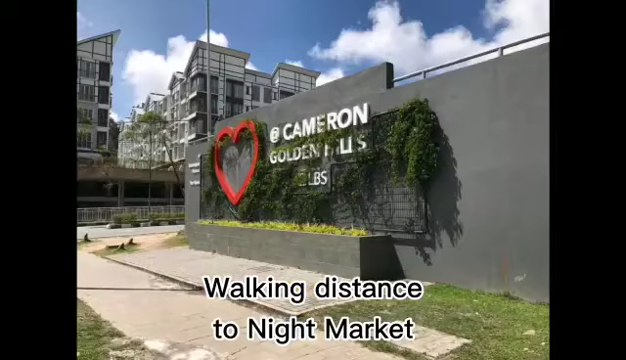 @ CAMERON
GOLDEN HILLS
LBS
Walking distance
to Night Market